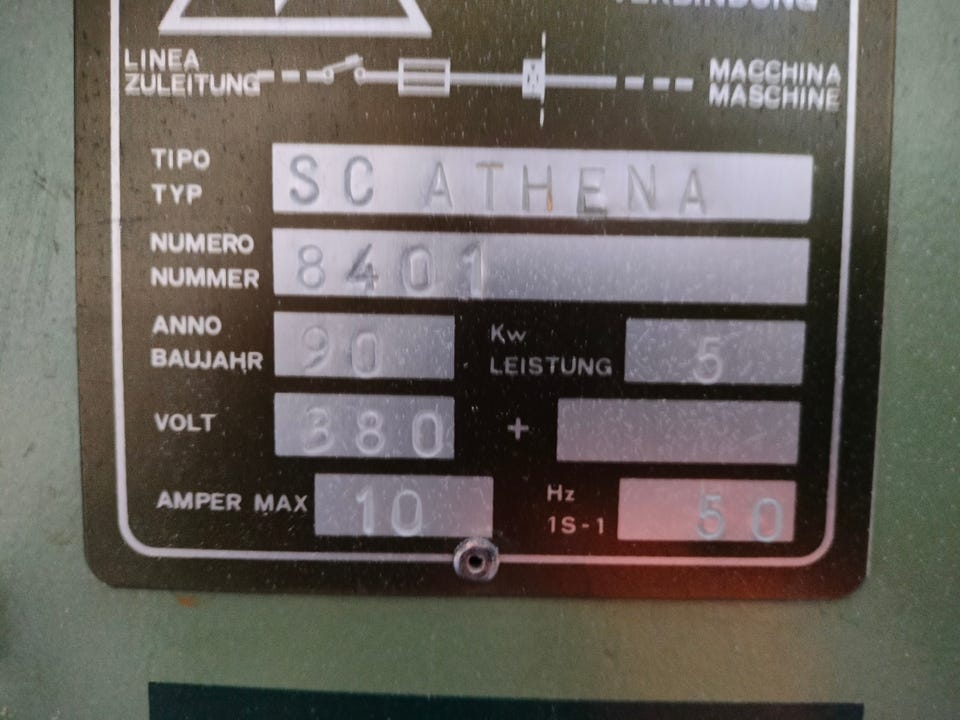 VERBINDUNG
LINEA
ZULEITUNG
MACCHINA
MASCHINE
TIPO
TYP
SC ATHENA
NUMERO
NUMMER
8401
ANNO
BAUJAHR
90
Kw
LEISTUNG
5
VOLT
380
+
AMPER MAX
10
Hz
1S-1
50